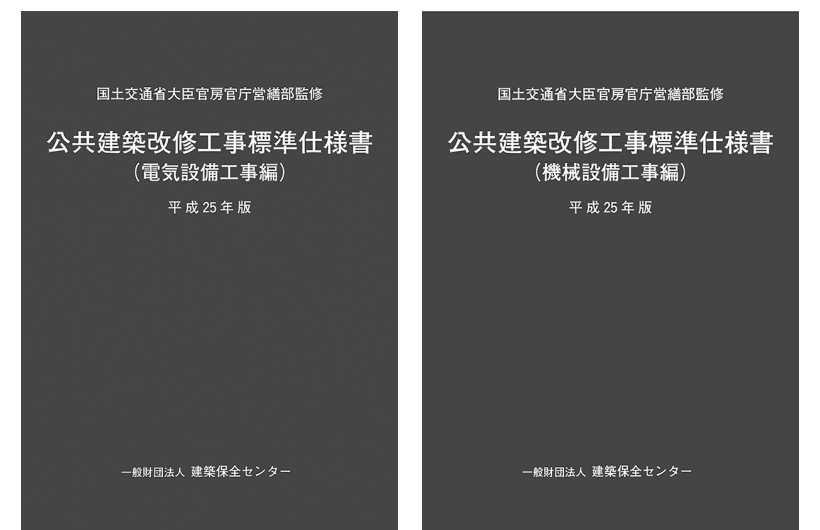 国土交通省大臣官房官庁営繕部監修
公共建築改修工事標準仕様書
（電気設備工事編）
平成25年版
一般財団法人 建築保全センター
国土交通省大臣官房官庁営繕部監修
公共建築改修工事標準仕様書
（機械設備工事編）
平成25年版
一般財団法人 建築保全センター